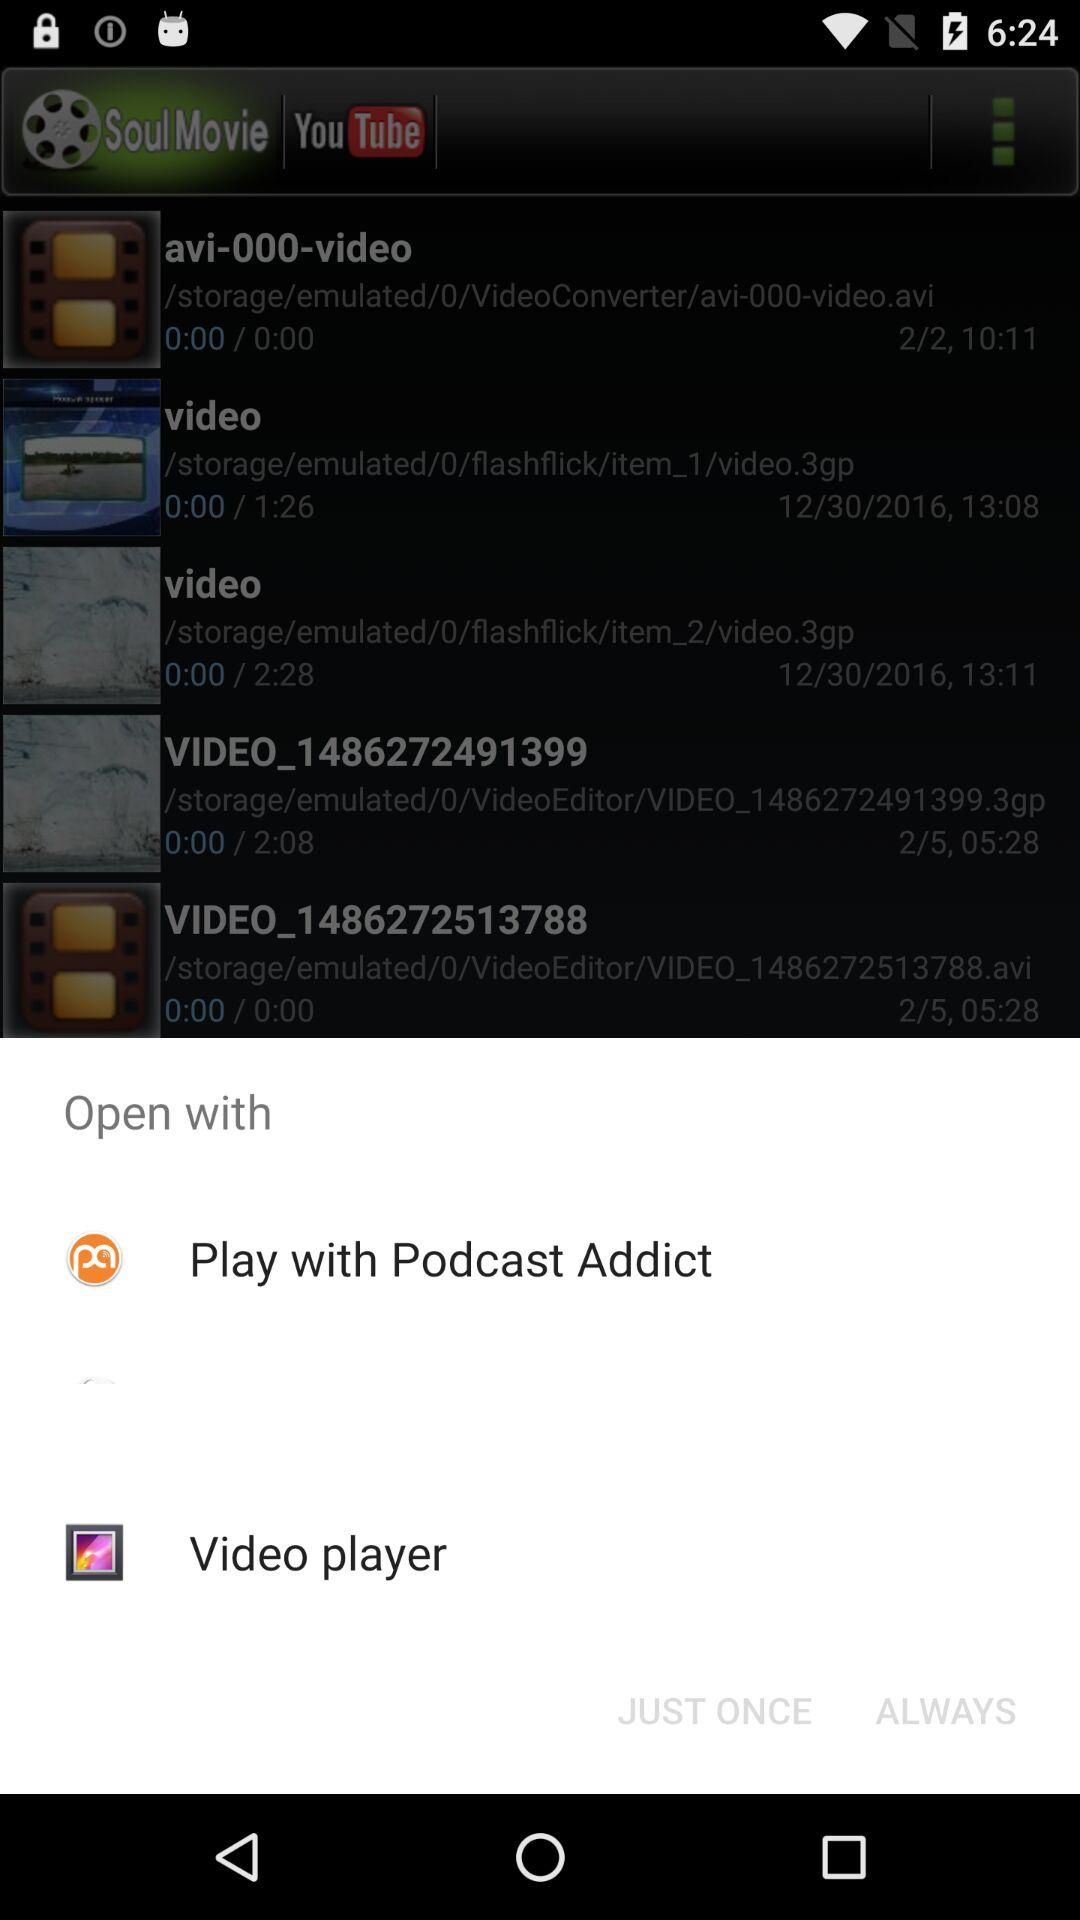 6:24
SoulMovie YouTube
avi-000-video
/storage/emulated/0/VideoConverter/avi-000-video.avi
0:00 / 0:00 2/2, 10:11
video
/storage/emulated/0/flashflick/item_1/video.3gp
0:00 / 1:26 12/30/2016, 13:08
video
/storage/emulated/0/flashflick/item_2/video.3gp
0:00 / 2:28 12/30/2016, 13:11
VIDEO_1486272491399
/storage/emulated/0/VideoEditor/VIDEO_1486272491399.3gp
0:00 / 2:08 2/5, 05:28
VIDEO_1486272513788
/storage/emulated/0/VideoEditor/VIDEO_1486272513788.avi
0:00 / 0:00 2/5, 05:28
Open with
Play with Podcast Addict
Video player
JUST ONCE ALWAYS